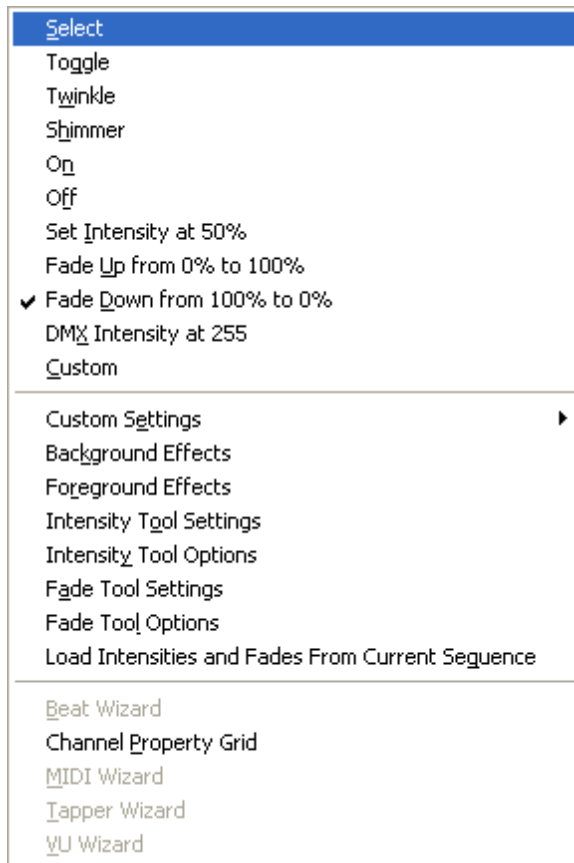 Select
Toggle
Twinkle
Shimmer
On
Off
Set Intensity at 50%
Fade Up from 0% to 100%
Fade Down from 100% to 0%
DMX Intensity at 255
Custom
Custom Settings
Background Effects
Foreground Effects
Intensity Tool Settings
Intensity Tool Options
Fade Tool Settings
Fade Tool Options
Load Intensities and Fades From Current Sequence
Beat Wizard
Channel Property Grid
MIDI Wizard
Tapper Wizard
VU Wizard